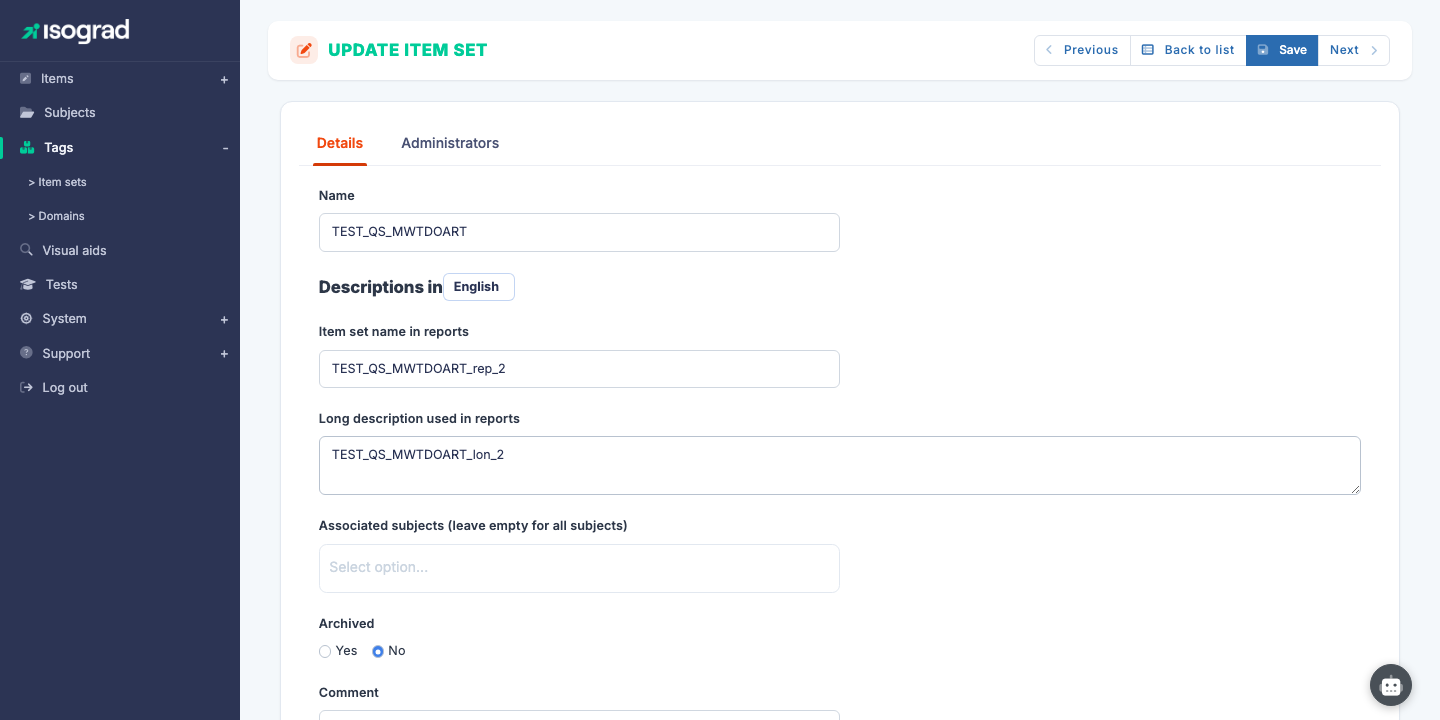 isograd
Items +
Subjects
Tags -
> Item sets
> Domains
Visual aids
Tests
System +
Support +
Log out
UPDATE ITEM SET
Previous
Back to list
Save
Next
Details
Administrators
Name
TEST_QS_MWTDOART
Descriptions in English
Item set name in reports
TEST_QS_MWTDOART_rep_2
Long description used in reports
TEST_QS_MWTDOART_lon_2
Associated subjects (leave empty for all subjects)
Select option...
Archived
Yes No
Comment